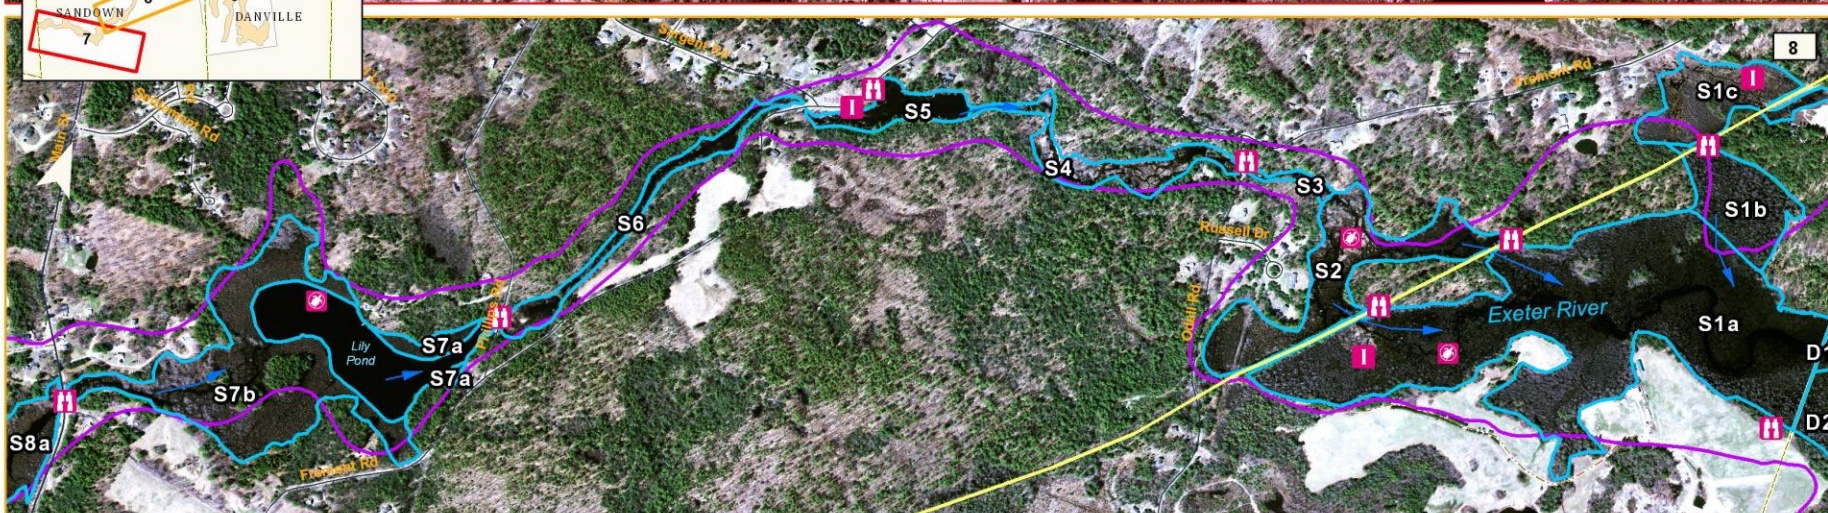 SANDOWN
DANVILLE
7
8
Sargent Rd
Fremont Rd
Main St
S1c
I
I
S5
S4
S3
S1b
S6
Russell Dr
S2
Odell Rd
Exeter River
Phillips Rd
Lily
Pond
S7a
S7a
S7b
S1a
I
D1
D2
S8a
Fremont Rd